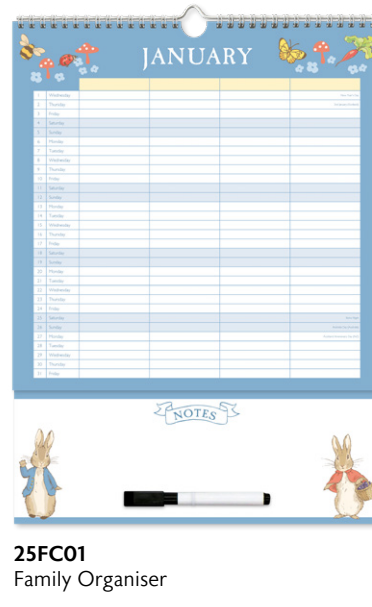 JANUARY
1 Wednesday
2 Thursday
3 Friday
4 Saturday
5 Sunday
6 Monday
7 Tuesday
8 Wednesday
9 Thursday
10 Friday
11 Saturday
12 Sunday
13 Monday
14 Tuesday
15 Wednesday
16 Thursday
17 Friday
18 Saturday
19 Sunday
20 Monday
21 Tuesday
22 Wednesday
23 Thursday
24 Friday
25 Saturday
26 Sunday
27 Monday
28 Tuesday
29 Wednesday
30 Thursday
31 Friday
NOTES
25FC01
Family Organiser